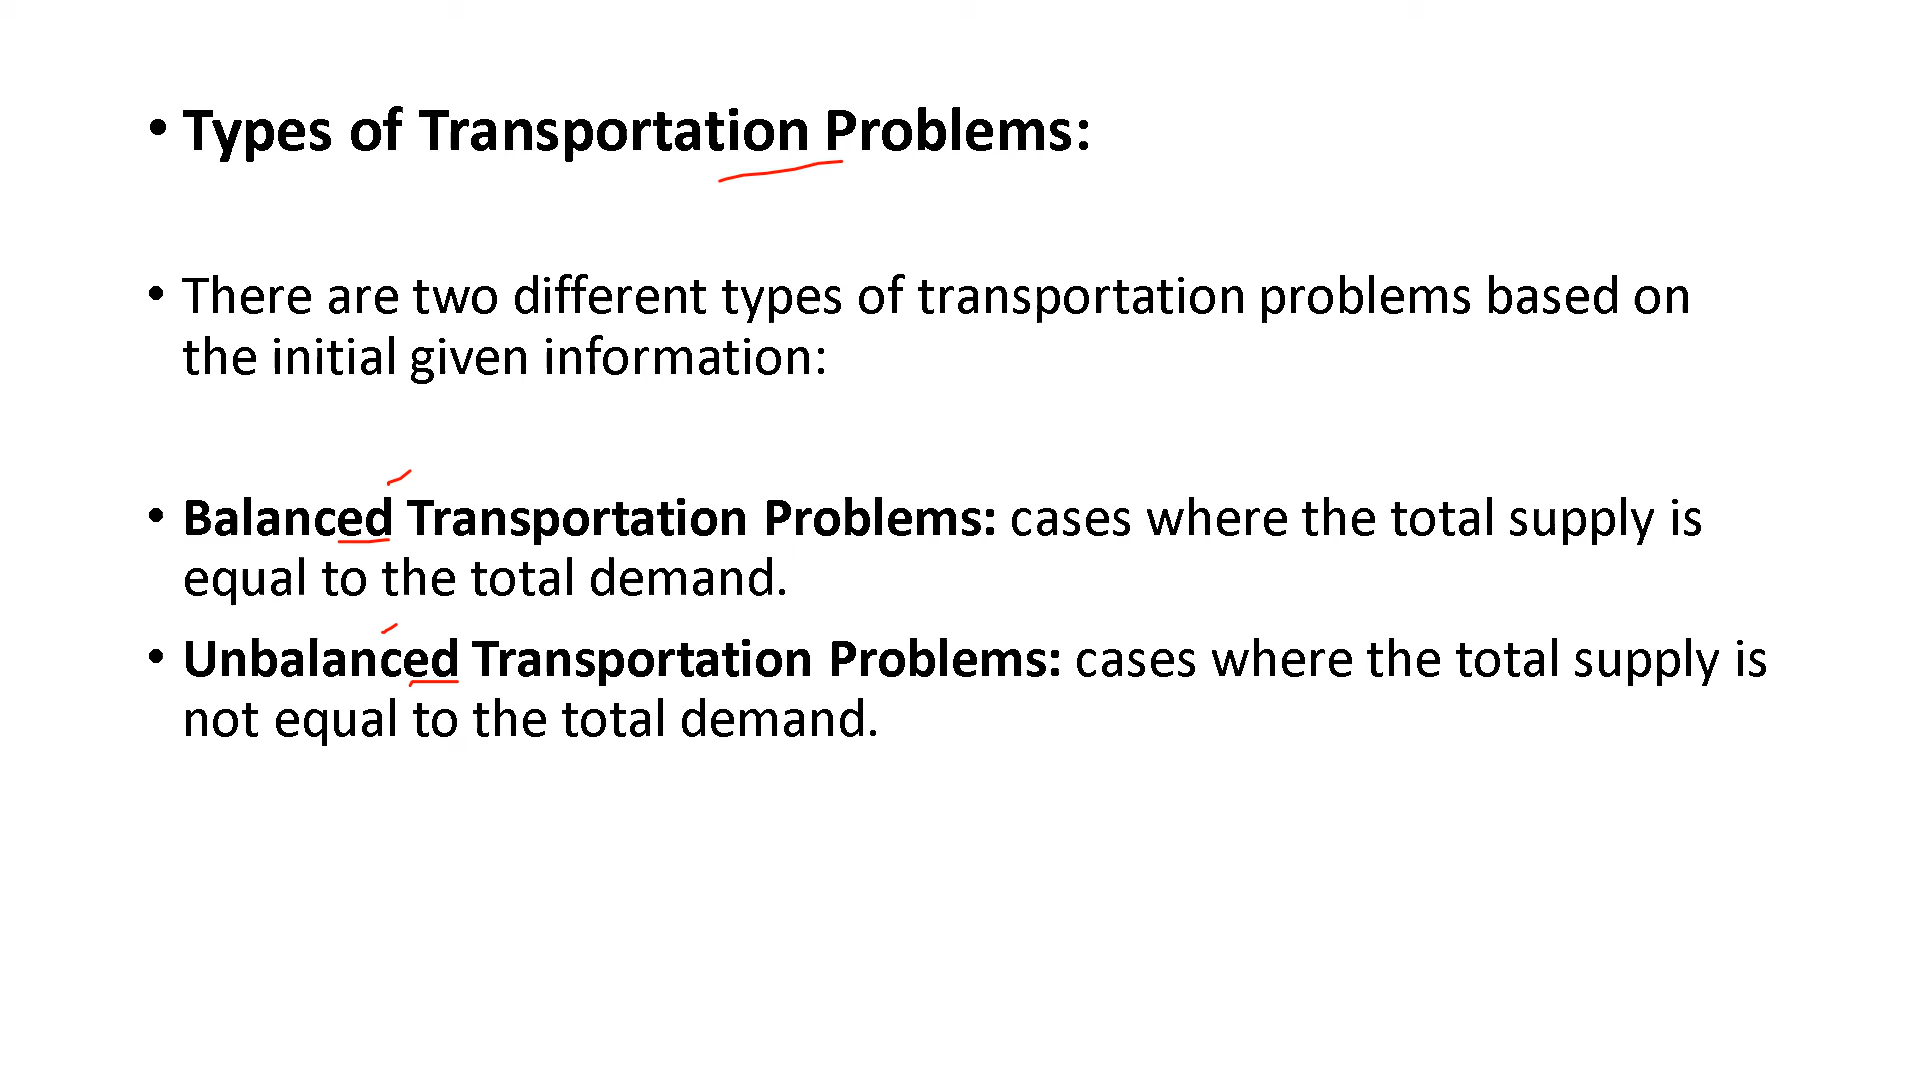 • Types of Transportation Problems:
• There are two different types of transportation problems based on
the initial given information:
• Balanced Transportation Problems: cases where the total supply is
equal to the total demand.
• Unbalanced Transportation Problems: cases where the total supply is
not equal to the total demand.